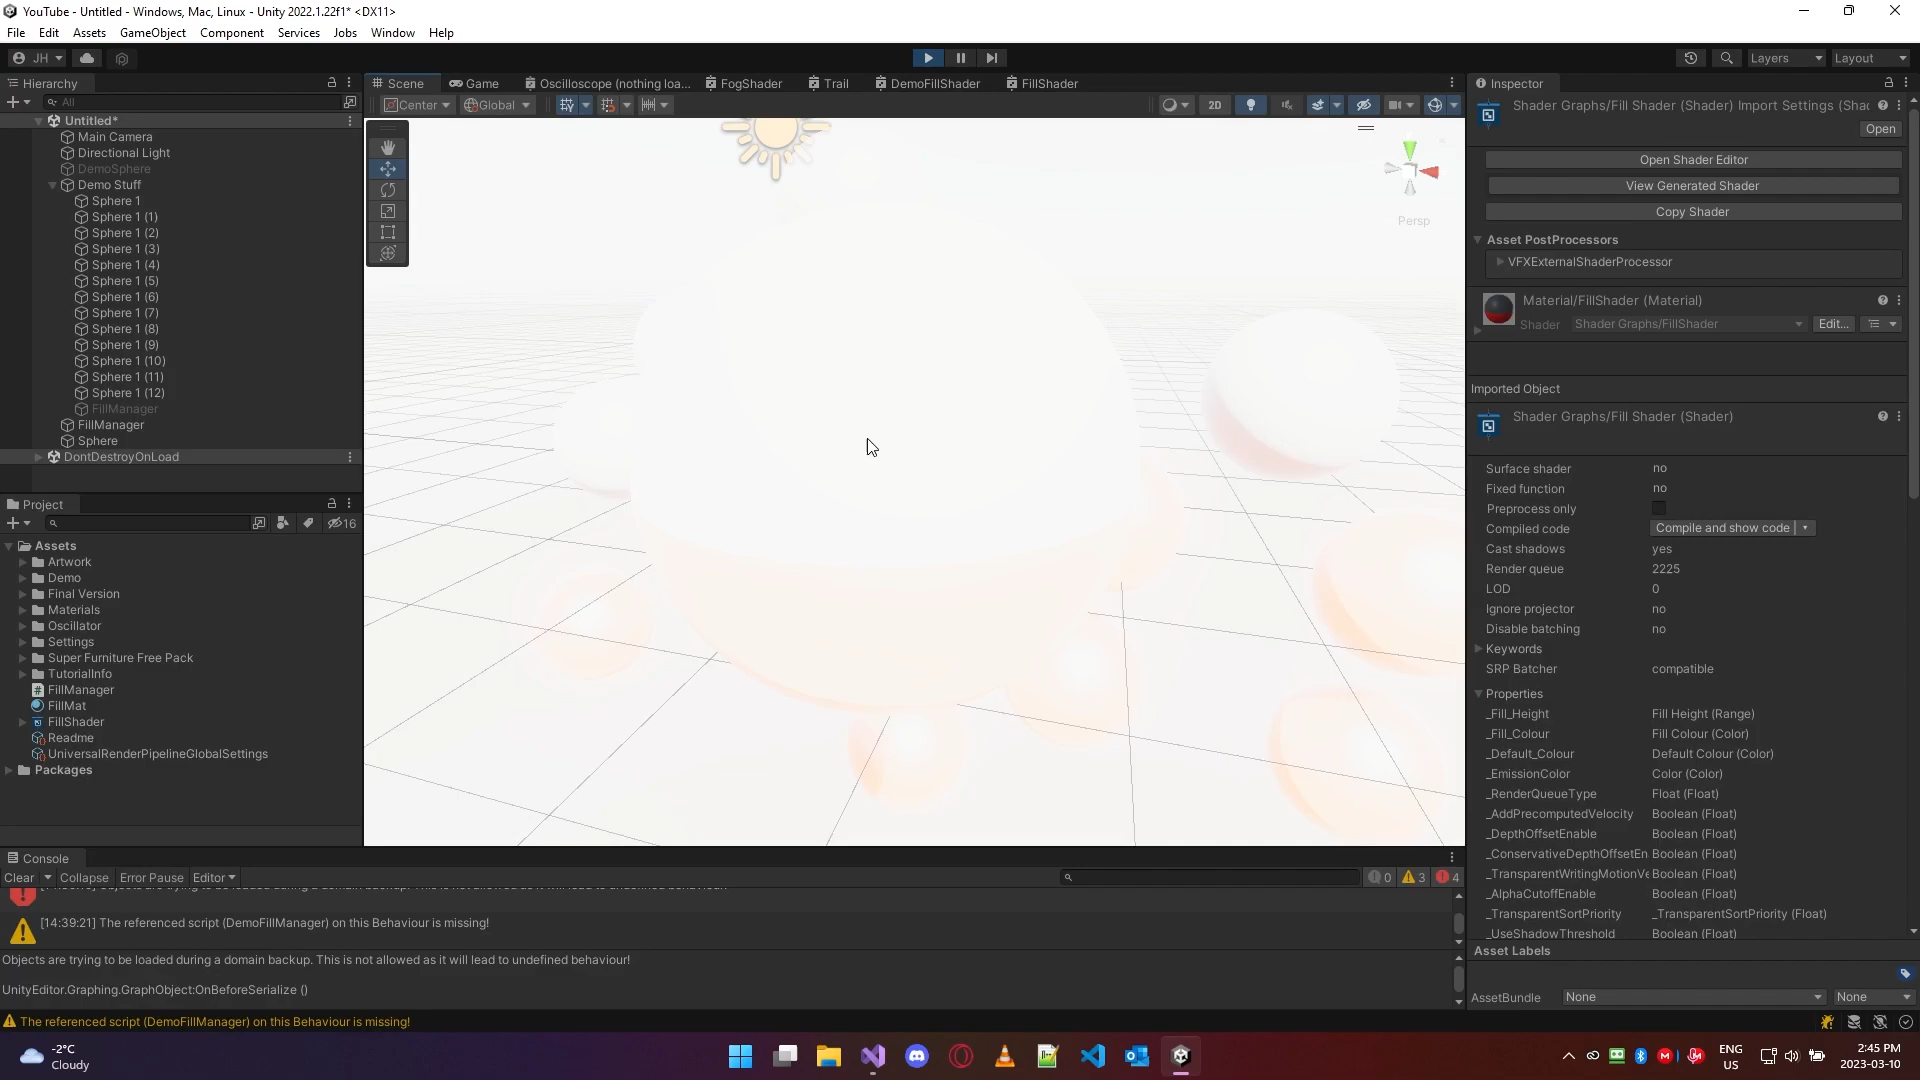 YouTube - Untitled - Windows, Mac, Linux - Unity 2022.1.22f1* <DX11>
File Edit Assets GameObject Component Services Jobs Window Help
JH
Layers
Layout
Hierarchy
All
Untitled*
Main Camera
Directional Light
DemoSphere
Demo Stuff
Sphere 1
Sphere 1 (1)
Sphere 1 (2)
Sphere 1 (3)
Sphere 1 (4)
Sphere 1 (5)
Sphere 1 (6)
Sphere 1 (7)
Sphere 1 (8)
Sphere 1 (9)
Sphere 1 (10)
Sphere 1 (11)
Sphere 1 (12)
FillManager
FillManager
Sphere
DontDestroyOnLoad
Project
16
Assets
Artwork
Demo
Final Version
Materials
Oscillator
Settings
Super Furniture Free Pack
TutorialInfo
FillManager
FillMat
FillShader
Readme
UniversalRenderPipelineGlobalSettings
Packages
Scene
Game
Oscilloscope (nothing loa...
FogShader
Trail
DemoFillShader
FillShader
Center
Global
2D
Persp
Inspector
Shader Graphs/Fill Shader (Shader) Import Settings (Shac
Open
Open Shader Editor
View Generated Shader
Copy Shader
Asset PostProcessors
VFXExternalShaderProcessor
Material/FillShader (Material)
Shader Shader Graphs/FillShader Edit...
Imported Object
Shader Graphs/Fill Shader (Shader)
Surface shader no
Fixed function no
Preprocess only
Compiled code Compile and show code
Cast shadows yes
Render queue 2225
LOD 0
Ignore projector no
Disable batching no
Keywords
SRP Batcher compatible
Properties
_Fill_Height Fill Height (Range)
_Fill_Colour Fill Colour (Color)
_Default_Colour Default Colour (Color)
_EmissionColor Color (Color)
_RenderQueueType Float (Float)
_AddPrecomputedVelocity Boolean (Float)
_DepthOffsetEnable Boolean (Float)
_ConservativeDepthOffsetEn Boolean (Float)
_TransparentWritingMotionVe Boolean (Float)
_AlphaCutoffEnable Boolean (Float)
_TransparentSortPriority _TransparentSortPriority (Float)
_UseShadowThreshold Boolean (Float)
Asset Labels
AssetBundle None None
Console
Clear Collapse Error Pause Editor
0 3 4
[14:39:21] The referenced script (DemoFillManager) on this Behaviour is missing!
Objects are trying to be loaded during a domain backup. This is not allowed as it will lead to undefined behaviour!
UnityEditor.Graphing.GraphObject:OnBeforeSerialize ()
The referenced script (DemoFillManager) on this Behaviour is missing!
-2°C
Cloudy
ENG
US
2:45 PM
2023-03-10